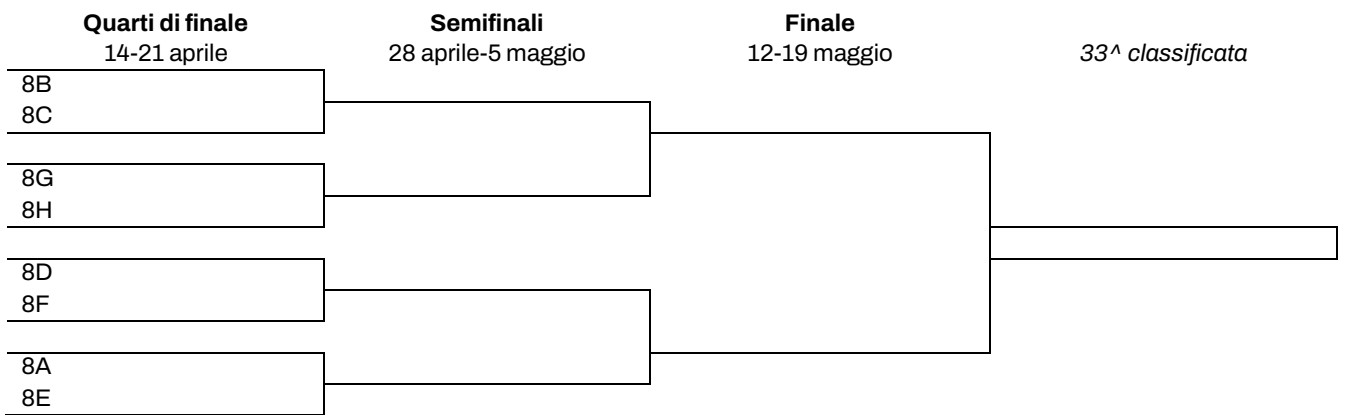 Quarti di finale Semifinali Finale
14-21 aprile 28 aprile-5 maggio 12-19 maggio 33^ classificata
8B
8C
8G
8H
8D
8F
8A
8E